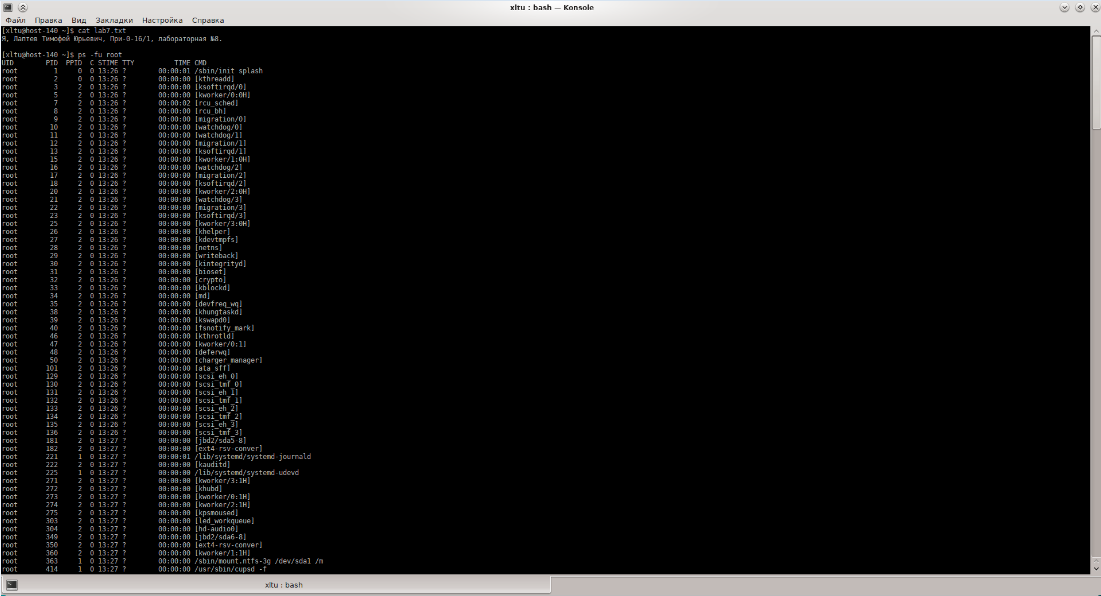 xltu : bash — Konsole
Файл Правка Вид Закладки Настройка Справка
[xltu@host-140 ~]$ cat lab7.txt
Я, Лаптев Тимофей Юрьевич, При-0-16/1, лабораторная №8.
[xltu@host-140 ~]$ ps -fu root
UID PID PPID C STIME TTY TIME CMD
root 1 0 0 13:26 ? 00:00:01 /sbin/init splash
root 2 0 0 13:26 ? 00:00:00 [kthreadd]
root 3 2 0 13:26 ? 00:00:00 [ksoftirqd/0]
root 5 2 0 13:26 ? 00:00:00 [kworker/0:0H]
root 7 2 0 13:26 ? 00:00:02 [rcu_sched]
root 8 2 0 13:26 ? 00:00:00 [rcu_bh]
root 9 2 0 13:26 ? 00:00:00 [migration/0]
root 10 2 0 13:26 ? 00:00:00 [watchdog/0]
root 11 2 0 13:26 ? 00:00:00 [watchdog/1]
root 12 2 0 13:26 ? 00:00:00 [migration/1]
root 13 2 0 13:26 ? 00:00:00 [ksoftirqd/1]
root 15 2 0 13:26 ? 00:00:00 [kworker/1:0H]
root 16 2 0 13:26 ? 00:00:00 [watchdog/2]
root 17 2 0 13:26 ? 00:00:00 [migration/2]
root 18 2 0 13:26 ? 00:00:00 [ksoftirqd/2]
root 20 2 0 13:26 ? 00:00:00 [kworker/2:0H]
root 21 2 0 13:26 ? 00:00:00 [watchdog/3]
root 22 2 0 13:26 ? 00:00:00 [migration/3]
root 23 2 0 13:26 ? 00:00:00 [ksoftirqd/3]
root 25 2 0 13:26 ? 00:00:00 [kworker/3:0H]
root 26 2 0 13:26 ? 00:00:00 [khelper]
root 27 2 0 13:26 ? 00:00:00 [kdevtmpfs]
root 28 2 0 13:26 ? 00:00:00 [netns]
root 29 2 0 13:26 ? 00:00:00 [writeback]
root 30 2 0 13:26 ? 00:00:00 [kintegrityd]
root 31 2 0 13:26 ? 00:00:00 [bioset]
root 32 2 0 13:26 ? 00:00:00 [crypto]
root 33 2 0 13:26 ? 00:00:00 [kblockd]
root 34 2 0 13:26 ? 00:00:00 [md]
root 35 2 0 13:26 ? 00:00:00 [devfreq_wq]
root 38 2 0 13:26 ? 00:00:00 [khungtaskd]
root 39 2 0 13:26 ? 00:00:00 [kswapd0]
root 40 2 0 13:26 ? 00:00:00 [fsnotify_mark]
root 46 2 0 13:26 ? 00:00:00 [kthrotld]
root 47 2 0 13:26 ? 00:00:00 [kworker/0:1]
root 48 2 0 13:26 ? 00:00:00 [deferwq]
root 50 2 0 13:26 ? 00:00:00 [charger_manager]
root 101 2 0 13:26 ? 00:00:00 [ata_sff]
root 129 2 0 13:26 ? 00:00:00 [scsi_eh_0]
root 130 2 0 13:26 ? 00:00:00 [scsi_tmf_0]
root 131 2 0 13:26 ? 00:00:00 [scsi_eh_1]
root 132 2 0 13:26 ? 00:00:00 [scsi_tmf_1]
root 133 2 0 13:26 ? 00:00:00 [scsi_eh_2]
root 134 2 0 13:26 ? 00:00:00 [scsi_tmf_2]
root 135 2 0 13:26 ? 00:00:00 [scsi_eh_3]
root 136 2 0 13:26 ? 00:00:00 [scsi_tmf_3]
root 181 2 0 13:27 ? 00:00:00 [jbd2/sda5-8]
root 182 2 0 13:27 ? 00:00:00 [ext4-rsv-conver]
root 221 1 0 13:27 ? 00:00:01 /lib/systemd/systemd-journald
root 222 2 0 13:27 ? 00:00:00 [kauditd]
root 225 1 0 13:27 ? 00:00:00 /lib/systemd/systemd-udevd
root 271 2 0 13:27 ? 00:00:00 [kworker/3:1H]
root 272 2 0 13:27 ? 00:00:00 [khubd]
root 273 2 0 13:27 ? 00:00:00 [kworker/0:1H]
root 274 2 0 13:27 ? 00:00:00 [kworker/2:1H]
root 275 2 0 13:27 ? 00:00:00 [kpsmoused]
root 303 2 0 13:27 ? 00:00:00 [led_workqueue]
root 304 2 0 13:27 ? 00:00:00 [hd-audio0]
root 349 2 0 13:27 ? 00:00:00 [jbd2/sda6-8]
root 350 2 0 13:27 ? 00:00:00 [ext4-rsv-conver]
root 360 2 0 13:27 ? 00:00:00 [kworker/1:1H]
root 363 1 0 13:27 ? 00:00:00 /sbin/mount.ntfs-3g /dev/sda1 /m
root 414 1 0 13:27 ? 00:00:00 /usr/sbin/cupsd -f
xltu : bash